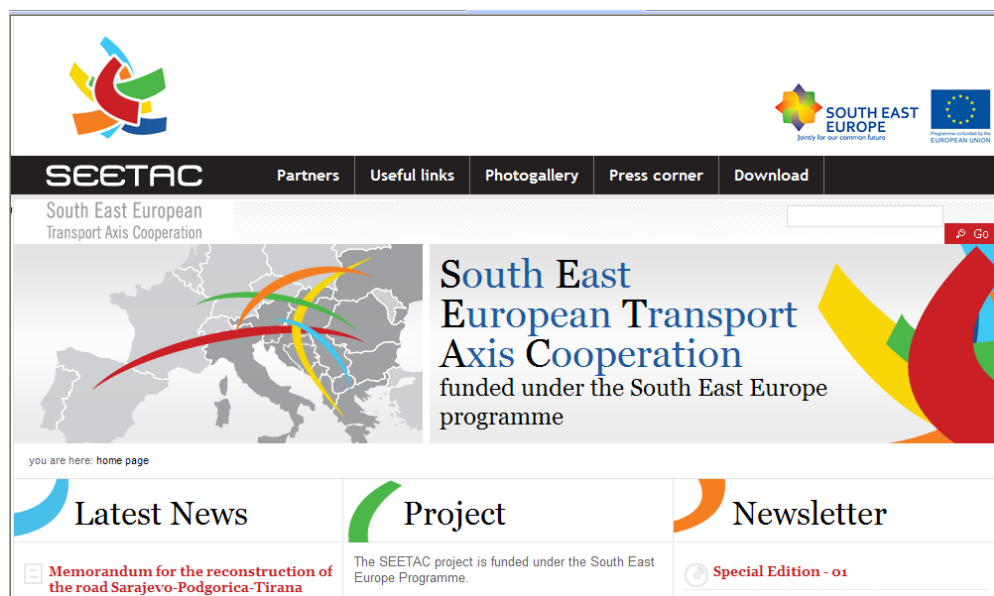 SOUTH EAST
EUROPE
Jointly for our common future
Programme co-funded by the
EUROPEAN UNION
SEETAC
Partners
Useful links
Photogallery
Press corner
Download
South East European
Transport Axis Cooperation
Go
South East
European Transport
Axis Cooperation
funded under the South East Europe
programme
you are here: home page
Latest News
Project
Newsletter
Memorandum for the reconstruction of
the road Sarajevo-Podgorica-Tirana
The SEETAC project is funded under the South East
Europe Programme.
Special Edition - 01